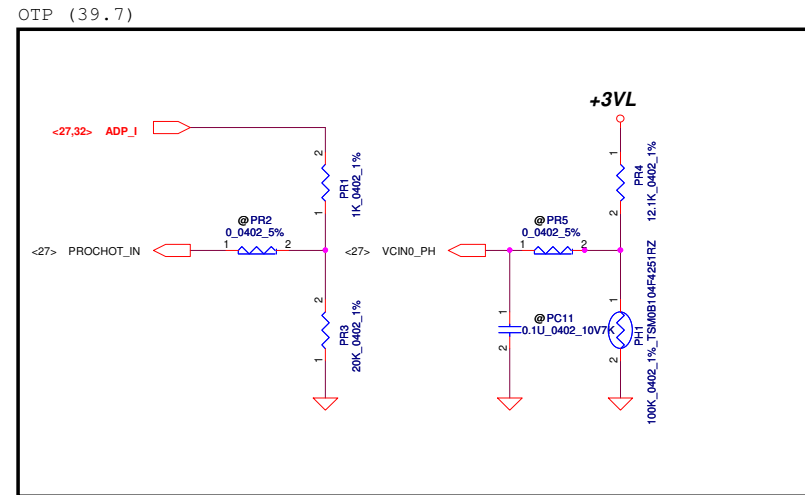 OTP (39.7)
+3VL
<27,32> ADP_I
2
PR1
1K_0402_1%
1
1
PR4
12.1K_0402_1%
2
@PR2
0_0402_5%
<27> PROCHOT_IN
1
2
@PR5
0_0402_5%
<27> VCIN0_PH
1
2
2
PR3
20K_0402_1%
1
1
@PC11
0.1U_0402_10V7K
2
1
PH1
100K_0402_1%_TSM0B104F4251RZ
2